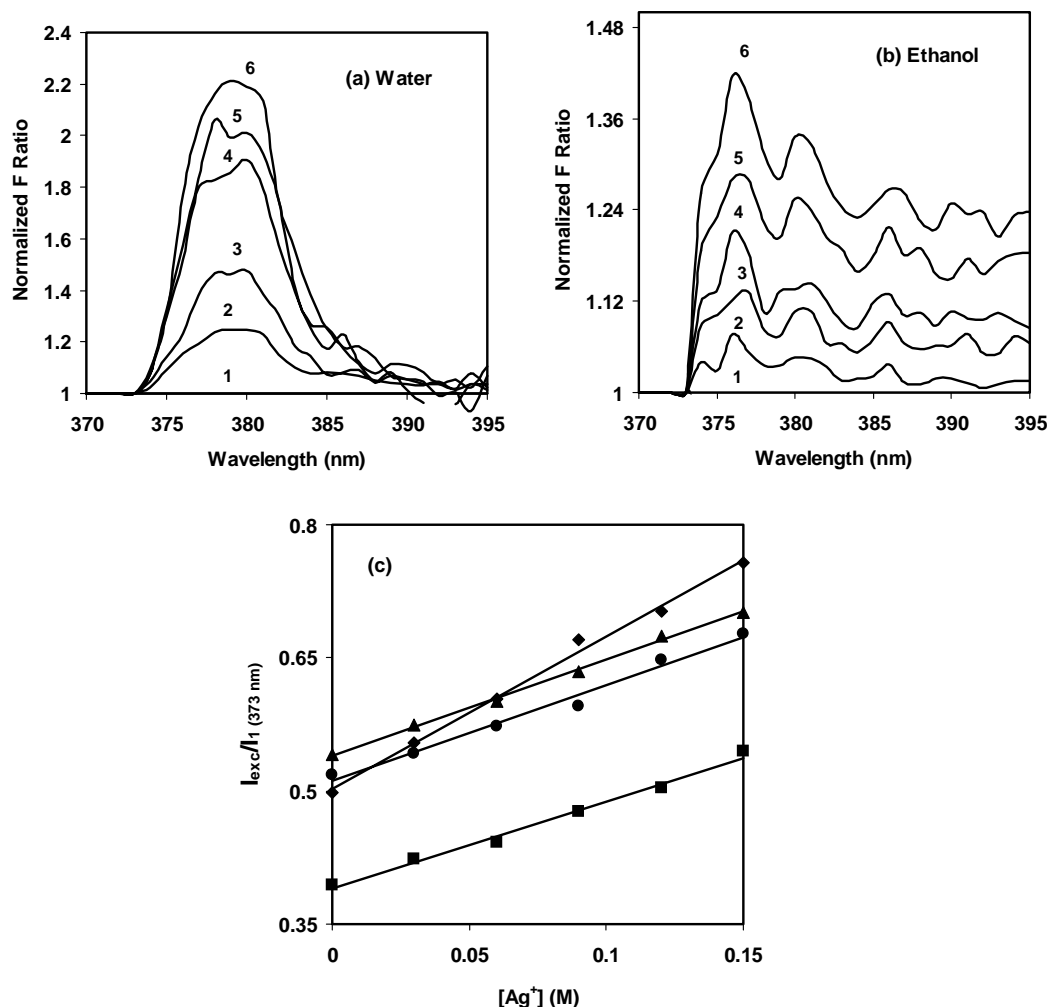 2.4
2.2
2
1.8
1.6
1.4
1.2
1
Normalized F Ratio
(a) Water
6
5
4
3
2
1
370 375 380 385 390 395
Wavelength (nm)
1.48
1.36
1.24
1.12
1
Normalized F Ratio
(b) Ethanol
6
5
4
3
2
1
370 375 380 385 390 395
Wavelength (nm)
0.8
0.65
0.5
0.35
I_exc/I_1 (373 nm)
(c)
0 0.05 0.1 0.15
[Ag⁺] (M)